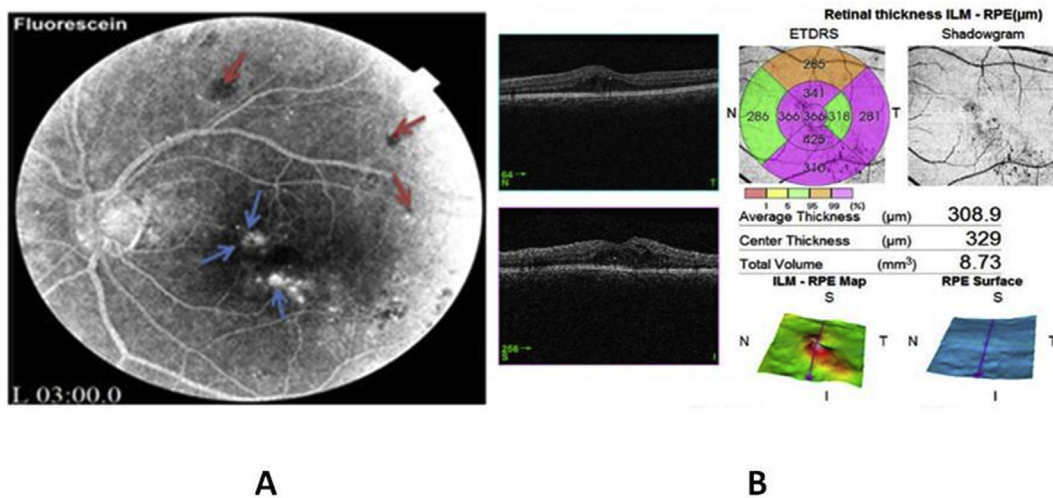 Fluorescein
L 03:00.0
A
64
N T
256
S I
Retinal thickness ILM - RPE(µm)
ETDRS Shadowgram
285
341
N 286 366 366 318 281 T
425
310
1 5 95 99 (%)
Average Thickness (µm) 308.9
Center Thickness (µm) 329
Total Volume (mm³) 8.73
ILM - RPE Map RPE Surface
S S
N T N T
I I
B